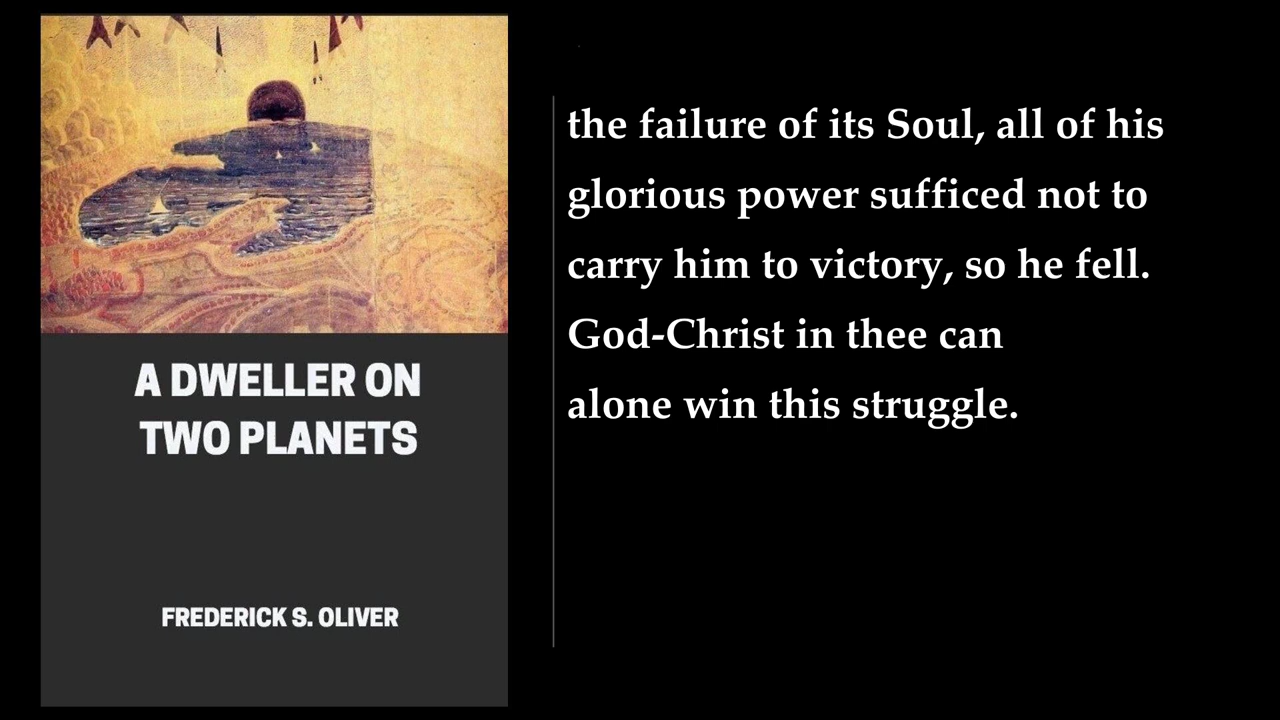 A DWELLER ON
TWO PLANETS
FREDERICK S. OLIVER
the failure of its Soul, all of his
glorious power sufficed not to
carry him to victory, so he fell.
God-Christ in thee can
alone win this struggle.